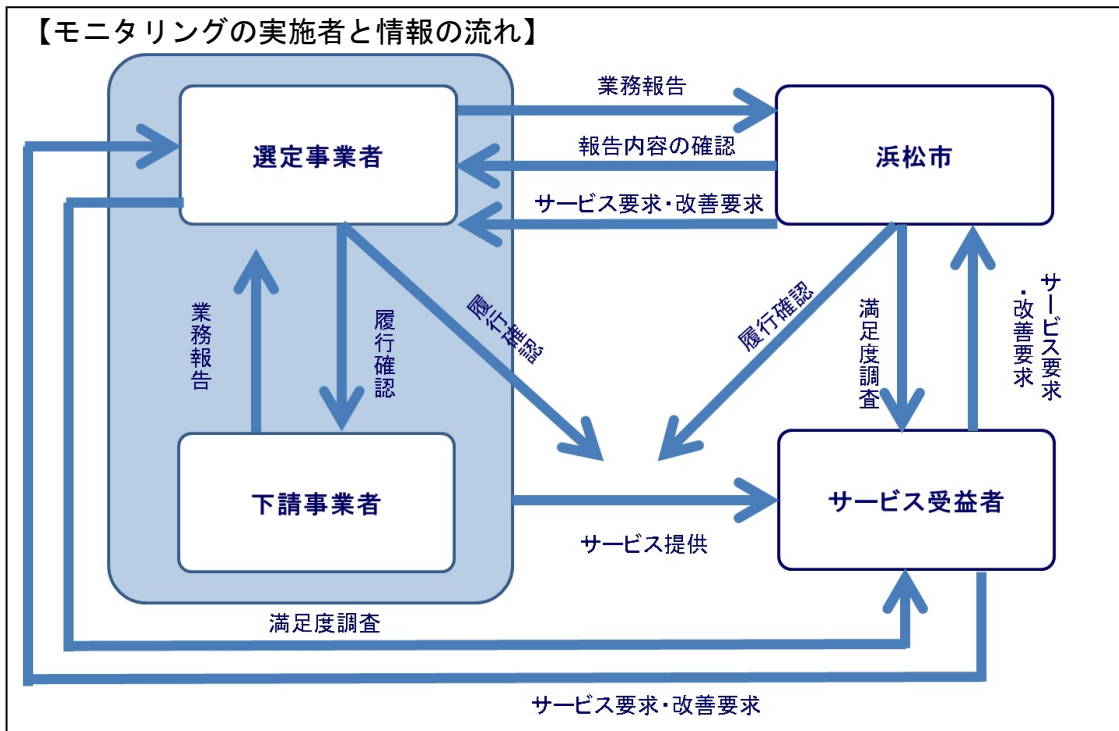 【モニタリングの実施者と情報の流れ】
業務報告
選定事業者
浜松市
報告内容の確認
サービス要求・改善要求
業務報告
履行確認
履行確認
履行確認
満足度調査
サービス要求
・改善要求
下請事業者
サービス受益者
サービス提供
満足度調査
サービス要求・改善要求